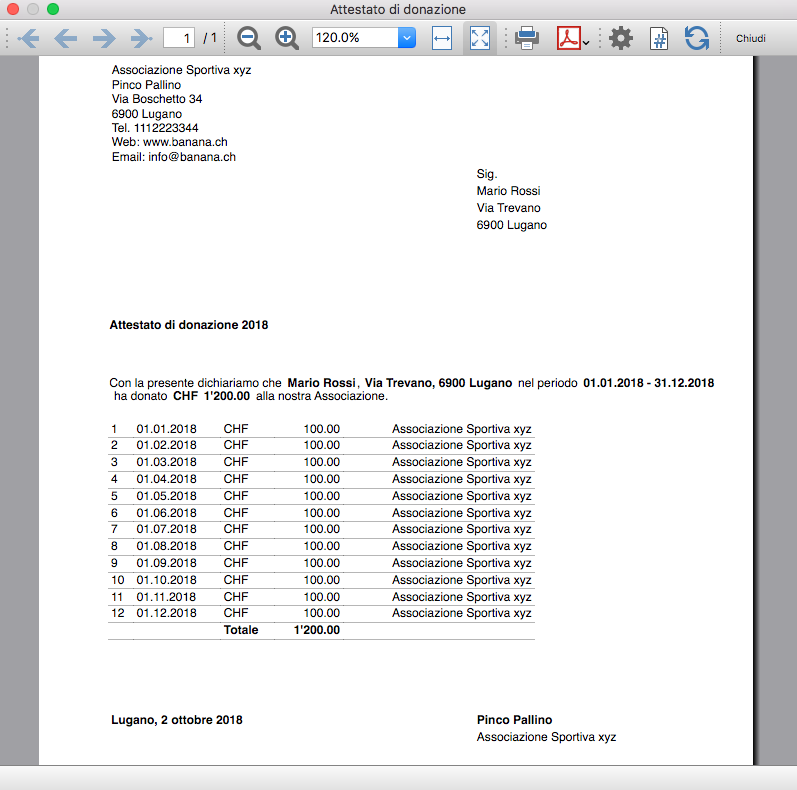 Attestato di donazione
1 / 1
120.0%
Chiudi
Associazione Sportiva xyz
Pinco Pallino
Via Boschetto 34
6900 Lugano
Tel. 1112223344
Web: www.banana.ch
Email: info@banana.ch
Sig.
Mario Rossi
Via Trevano
6900 Lugano
Attestato di donazione 2018
Con la presente dichiariamo che Mario Rossi, Via Trevano, 6900 Lugano nel periodo 01.01.2018 - 31.12.2018
ha donato CHF 1'200.00 alla nostra Associazione.
1 01.01.2018 CHF 100.00 Associazione Sportiva xyz
2 01.02.2018 CHF 100.00 Associazione Sportiva xyz
3 01.03.2018 CHF 100.00 Associazione Sportiva xyz
4 01.04.2018 CHF 100.00 Associazione Sportiva xyz
5 01.05.2018 CHF 100.00 Associazione Sportiva xyz
6 01.06.2018 CHF 100.00 Associazione Sportiva xyz
7 01.07.2018 CHF 100.00 Associazione Sportiva xyz
8 01.08.2018 CHF 100.00 Associazione Sportiva xyz
9 01.09.2018 CHF 100.00 Associazione Sportiva xyz
10 01.10.2018 CHF 100.00 Associazione Sportiva xyz
11 01.11.2018 CHF 100.00 Associazione Sportiva xyz
12 01.12.2018 CHF 100.00 Associazione Sportiva xyz
Totale 1'200.00
Lugano, 2 ottobre 2018
Pinco Pallino
Associazione Sportiva xyz